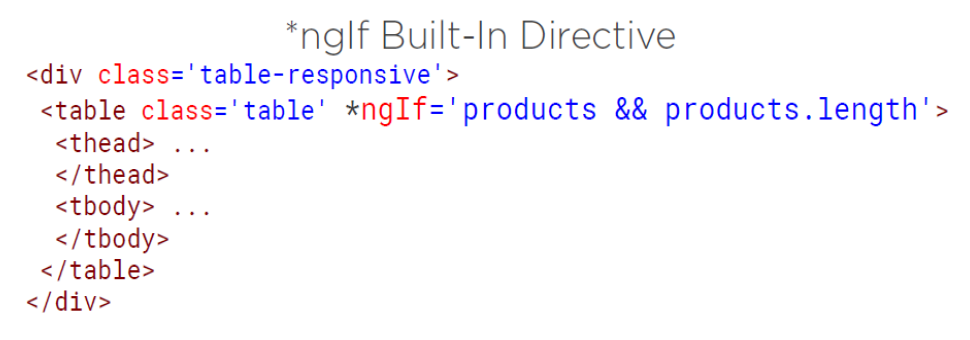 *ngIf Built-In Directive
<div class='table-responsive'>
<table class='table' *ngIf='products && products.length'>
<thead> ...
</thead>
<tbody> ...
</tbody>
</table>
</div>